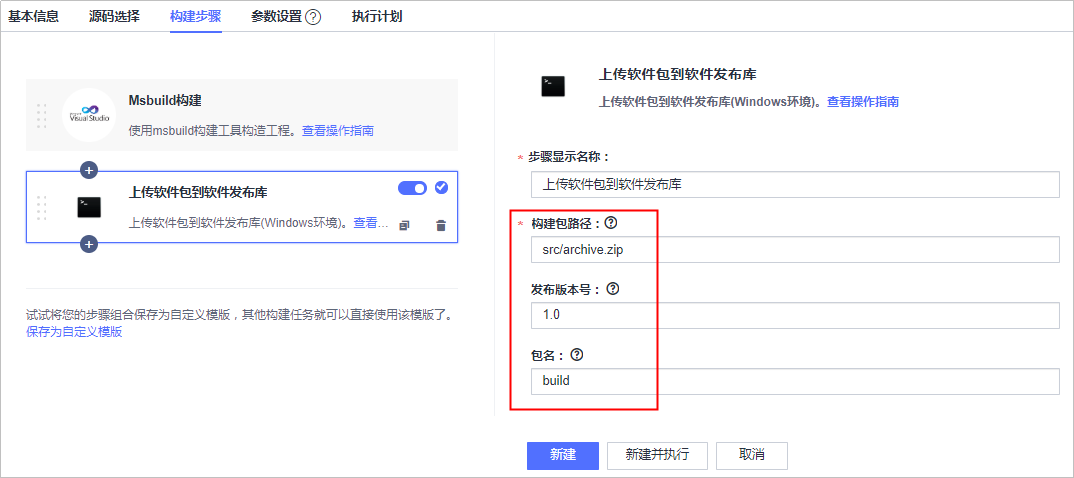 基本信息 源码选择 构建步骤 参数设置 ? 执行计划
Visual Studio
Msbuild构建
使用msbuild构建工具构造工程。查看操作指南
上传软件包到软件发布库
上传软件包到软件发布库(Windows环境)。查看...
试试将您的步骤组合保存为自定义模版，其他构建任务就可以直接使用该模版了。
保存为自定义模版
上传软件包到软件发布库
上传软件包到软件发布库(Windows环境)。查看操作指南
* 步骤显示名称：
上传软件包到软件发布库
* 构建包路径： ?
src/archive.zip
发布版本号： ?
1.0
包名： ?
build
新建 新建并执行 取消